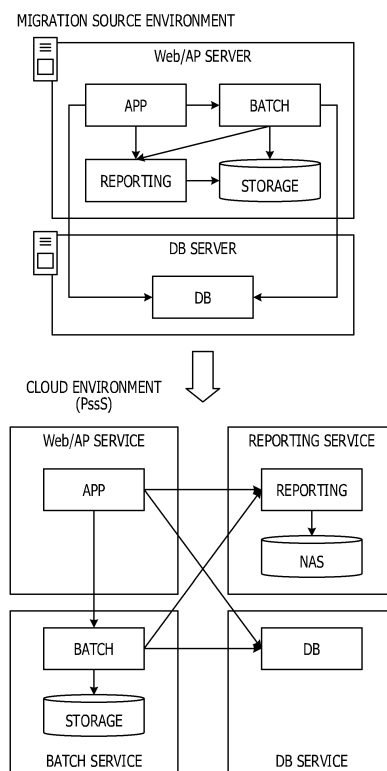 MIGRATION SOURCE ENVIRONMENT
Web/AP SERVER
APP
BATCH
REPORTING
STORAGE
DB SERVER
DB
CLOUD ENVIRONMENT
(PssS)
Web/AP SERVICE
REPORTING SERVICE
APP
REPORTING
NAS
BATCH
DB
STORAGE
BATCH SERVICE
DB SERVICE